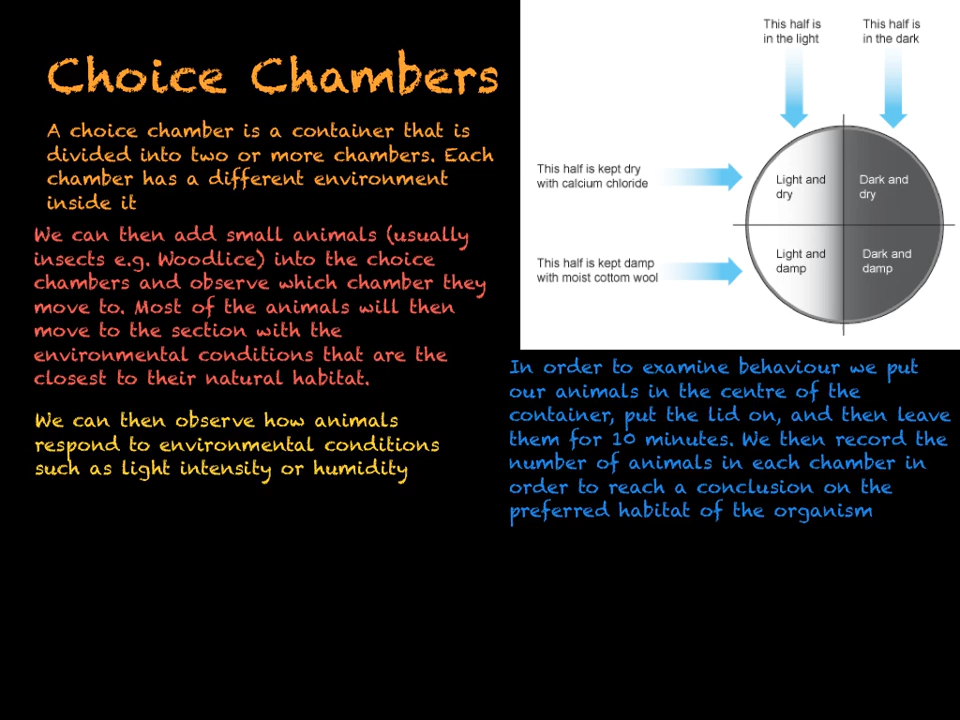 Choice Chambers
A choice chamber is a container that is
divided into two or more chambers. Each
chamber has a different environment
inside it
We can then add small animals (usually
insects e.g. Woodlice) into the choice
chambers and observe which chamber they
move to. Most of the animals will then
move to the section with the
environmental conditions that are the
closest to their natural habitat.
We can then observe how animals
respond to environmental conditions
such as light intensity or humidity
This half is
in the light
This half is
in the dark
This half is kept dry
with calcium chloride
Light and
dry
Dark and
dry
This half is kept damp
with moist cottom wool
Light and
damp
Dark and
damp
In order to examine behaviour we put
our animals in the centre of the
container, put the lid on, and then leave
them for 10 minutes. We then record the
number of animals in each chamber in
order to reach a conclusion on the
preferred habitat of the organism